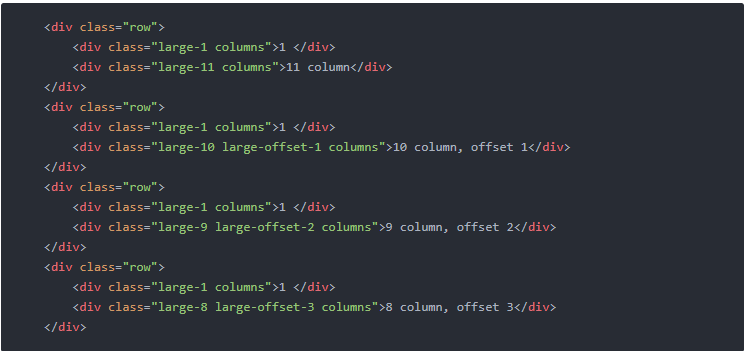 <div class="row">
    <div class="large-1 columns">1 </div>
    <div class="large-11 columns">11 column</div>
</div>
<div class="row">
    <div class="large-1 columns">1 </div>
    <div class="large-10 large-offset-1 columns">10 column, offset 1</div>
</div>
<div class="row">
    <div class="large-1 columns">1 </div>
    <div class="large-9 large-offset-2 columns">9 column, offset 2</div>
</div>
<div class="row">
    <div class="large-1 columns">1 </div>
    <div class="large-8 large-offset-3 columns">8 column, offset 3</div>
</div>